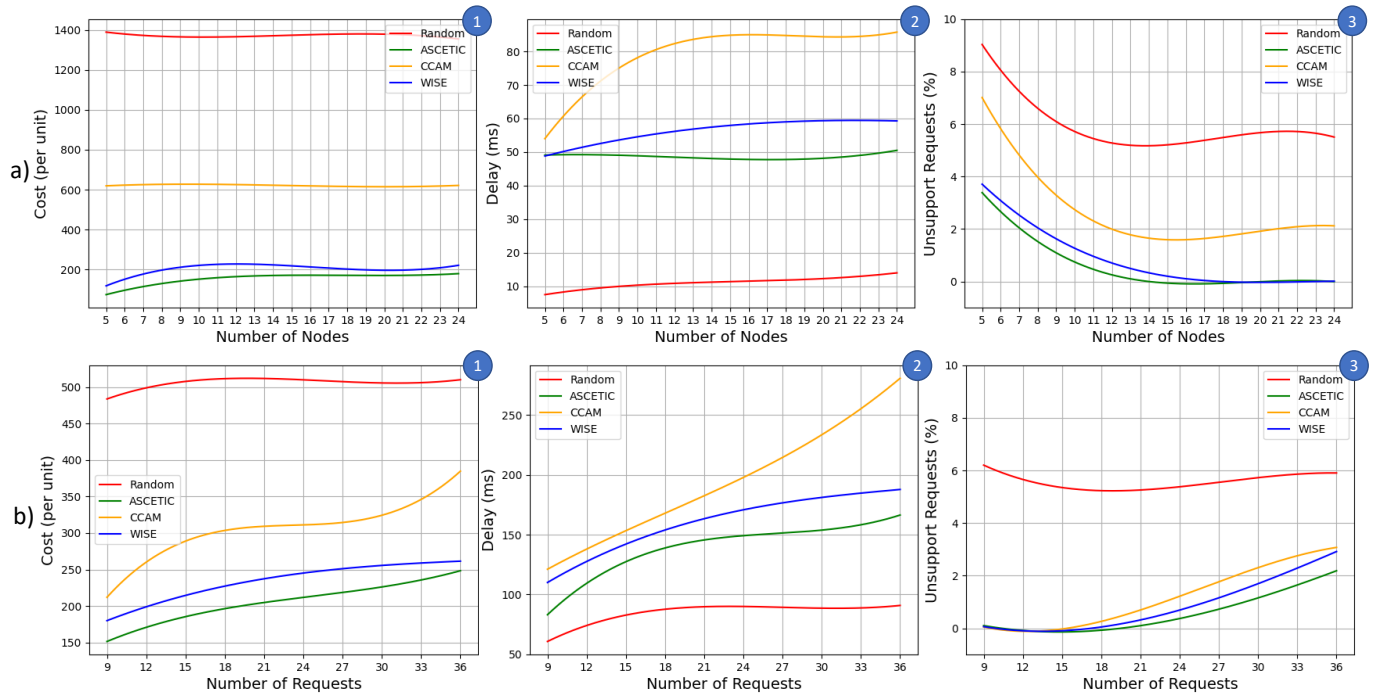 a)
1
Cost (per unit)
1400
1200
1000
800
600
400
200
Random
ASCETIC
CCAM
WISE
5 6 7 8 9 10 11 12 13 14 15 16 17 18 19 20 21 22 23 24
Number of Nodes
2
Delay (ms)
80
70
60
50
40
30
20
10
Random
ASCETIC
CCAM
WISE
5 6 7 8 9 10 11 12 13 14 15 16 17 18 19 20 21 22 23 24
Number of Nodes
3
Unsupport Requests (%)
10
8
6
4
2
0
Random
ASCETIC
CCAM
WISE
5 6 7 8 9 10 11 12 13 14 15 16 17 18 19 20 21 22 23 24
Number of Nodes
b)
1
Cost (per unit)
500
450
400
350
300
250
200
150
Random
ASCETIC
CCAM
WISE
9 12 15 18 21 24 27 30 33 36
Number of Requests
2
Delay (ms)
250
200
150
100
50
Random
ASCETIC
CCAM
WISE
9 12 15 18 21 24 27 30 33 36
Number of Requests
3
Unsupport Requests (%)
10
8
6
4
2
0
Random
ASCETIC
CCAM
WISE
9 12 15 18 21 24 27 30 33 36
Number of Requests